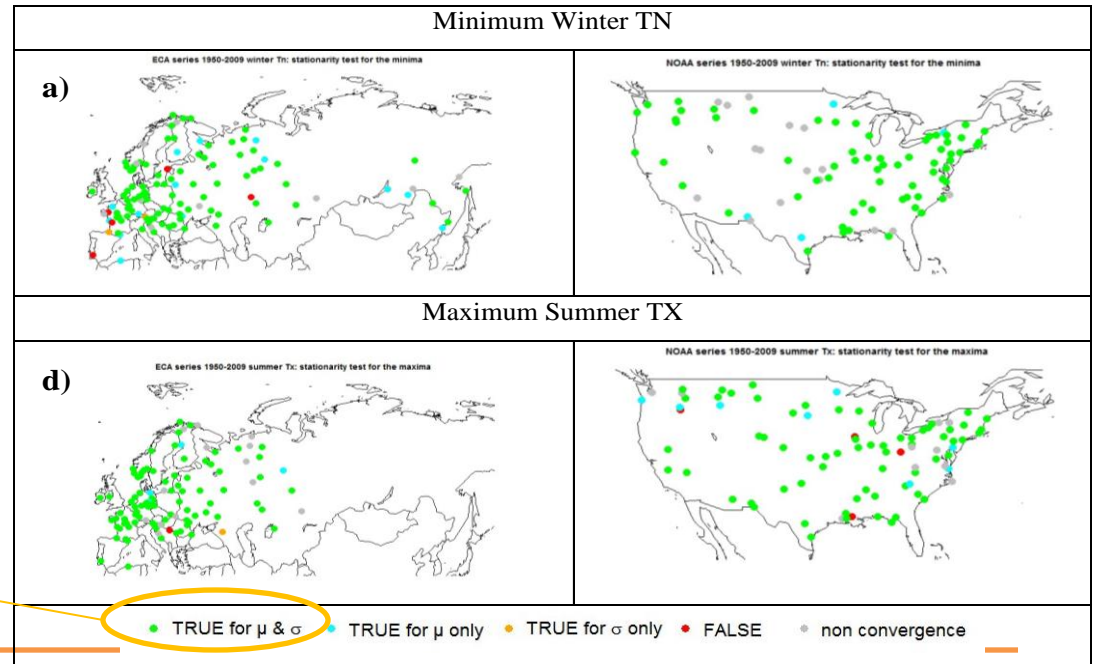 Minimum Winter TN
a)
ECA series 1950-2009 winter Tn: stationarity test for the minima
NOAA series 1950-2009 winter Tn: stationarity test for the minima
Maximum Summer TX
d)
ECA series 1950-2009 summer Tx: stationarity test for the maxima
NOAA series 1950-2009 summer Tx: stationarity test for the maxima
TRUE for μ & σ TRUE for μ only TRUE for σ only FALSE non convergence